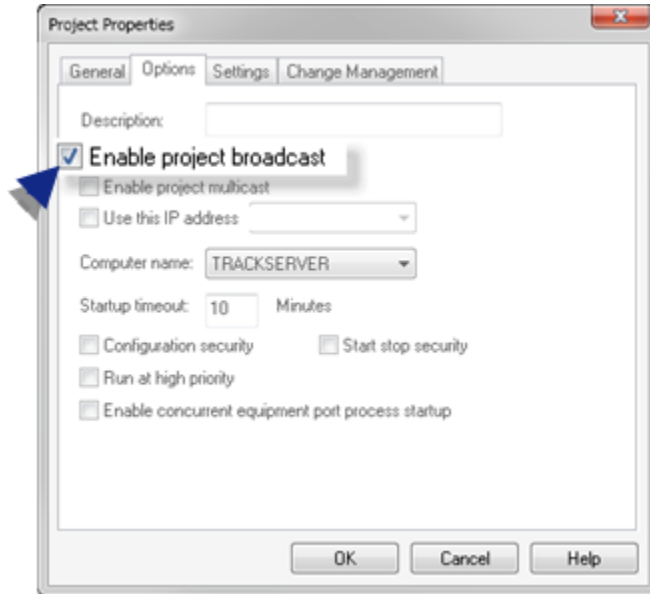 Project Properties
General Options Settings Change Management
Description:
Enable project broadcast
Enable project multicast
Use this IP address
Computer name: TRACKSERVER
Startup timeout: 10 Minutes
Configuration security Start stop security
Run at high priority
Enable concurrent equipment port process startup
OK Cancel Help